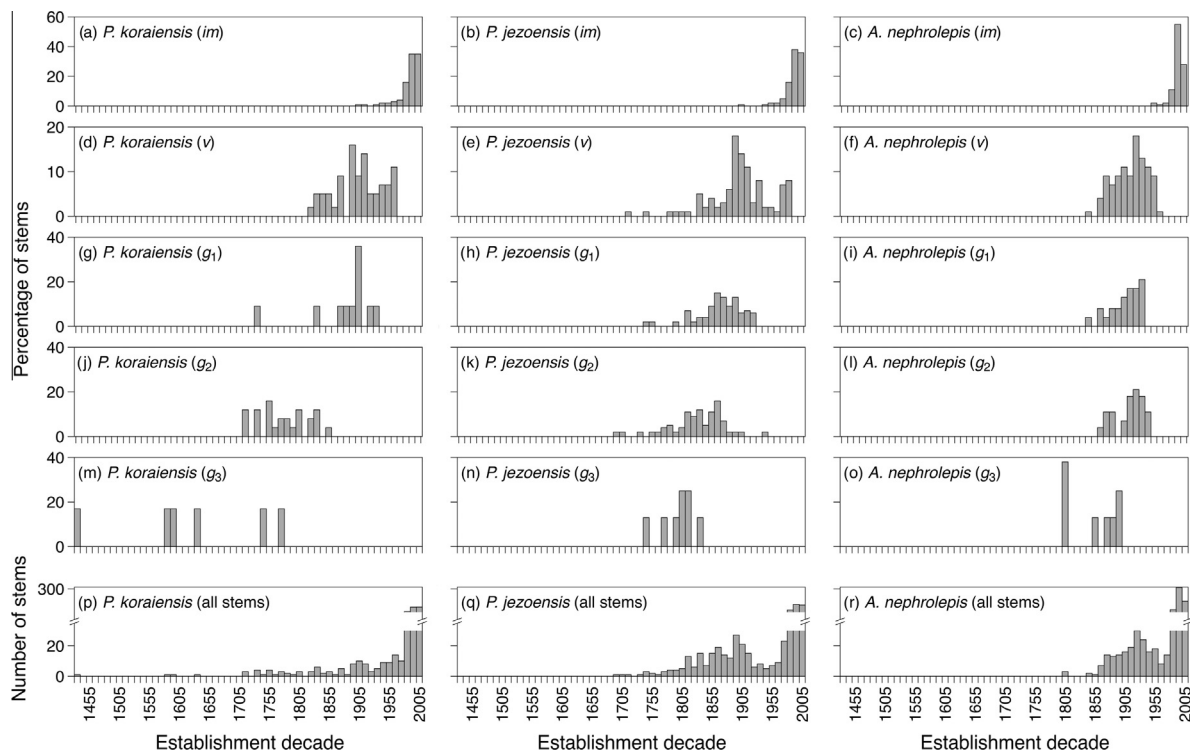 Percentage of stems
Number of stems
60
40
20
0
(a) P. koraiensis (im)
(b) P. jezoensis (im)
(c) A. nephrolepis (im)
20
10
0
(d) P. koraiensis (v)
(e) P. jezoensis (v)
(f) A. nephrolepis (v)
40
20
0
(g) P. koraiensis (g1)
(h) P. jezoensis (g1)
(i) A. nephrolepis (g1)
40
20
0
(j) P. koraiensis (g2)
(k) P. jezoensis (g2)
(l) A. nephrolepis (g2)
40
20
0
(m) P. koraiensis (g3)
(n) P. jezoensis (g3)
(o) A. nephrolepis (g3)
300
20
0
(p) P. koraiensis (all stems)
(q) P. jezoensis (all stems)
(r) A. nephrolepis (all stems)
1455 1505 1555 1605 1655 1705 1755 1805 1855 1905 1955 2005
1455 1505 1555 1605 1655 1705 1755 1805 1855 1905 1955 2005
1455 1505 1555 1605 1655 1705 1755 1805 1855 1905 1955 2005
Establishment decade
Establishment decade
Establishment decade